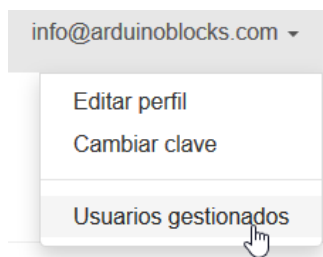 info@arduinoblocks.com
Editar perfil
Cambiar clave
Usuarios gestionados